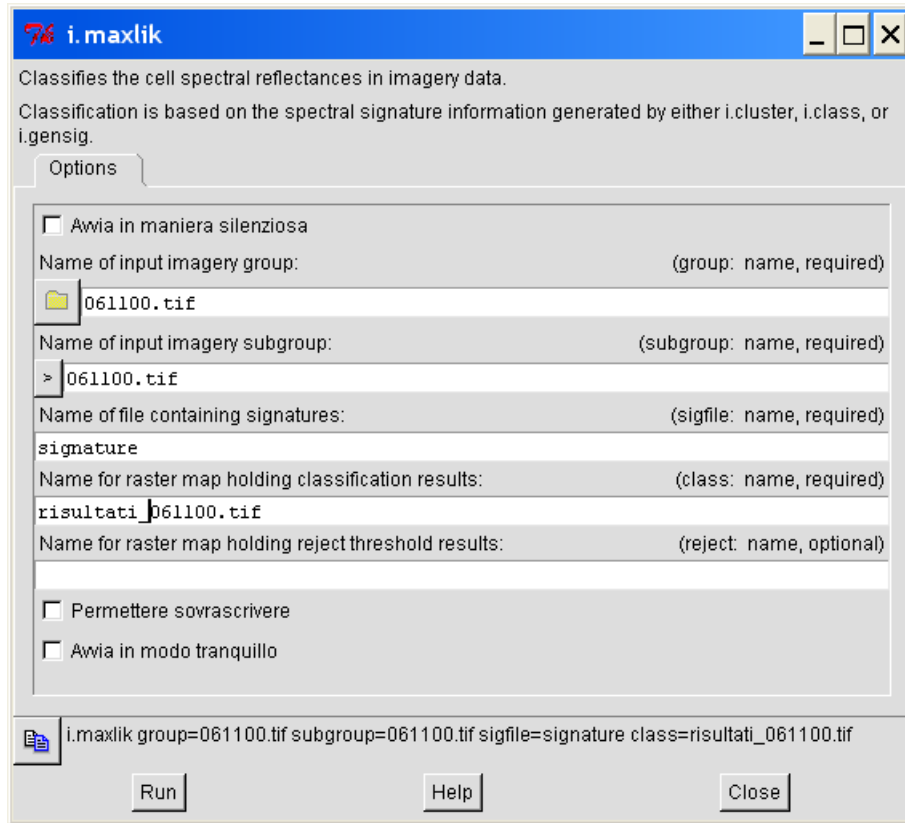 i.maxlik
Classifies the cell spectral reflectances in imagery data.
Classification is based on the spectral signature information generated by either i.cluster, i.class, or
i.gensig.
Options
Avvia in maniera silenziosa
Name of input imagery group: (group: name, required)
061100.tif
Name of input imagery subgroup: (subgroup: name, required)
> 061100.tif
Name of file containing signatures: (sigfile: name, required)
signature
Name for raster map holding classification results: (class: name, required)
risultati_061100.tif
Name for raster map holding reject threshold results: (reject: name, optional)
Permettere sovrascrivere
Avvia in modo tranquillo
i.maxlik group=061100.tif subgroup=061100.tif sigfile=signature class=risultati_061100.tif
Run Help Close